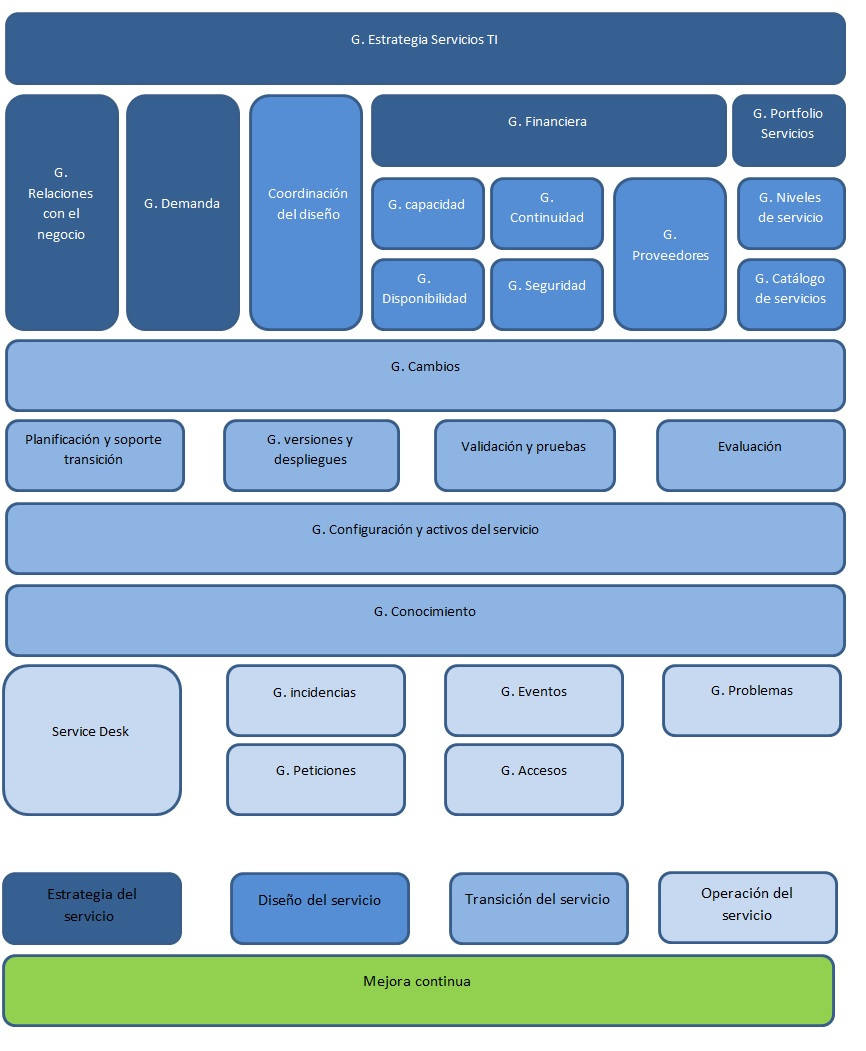 G. Estrategia Servicios TI
G.
Relaciones
con el
negocio
G. Demanda
Coordinación
del diseño
G. Financiera
G. Portfolio
Servicios
G. capacidad
G.
Continuidad
G.
Proveedores
G. Niveles
de servicio
G.
Disponibilidad
G. Seguridad
G. Catálogo
de servicios
G. Cambios
Planificación y soporte
transición
G. versiones y
despliegues
Validación y pruebas
Evaluación
G. Configuración y activos del servicio
G. Conocimiento
Service Desk
G. incidencias
G. Eventos
G. Problemas
G. Peticiones
G. Accesos
Estrategia del
servicio
Diseño del servicio
Transición del servicio
Operación del
servicio
Mejora continua